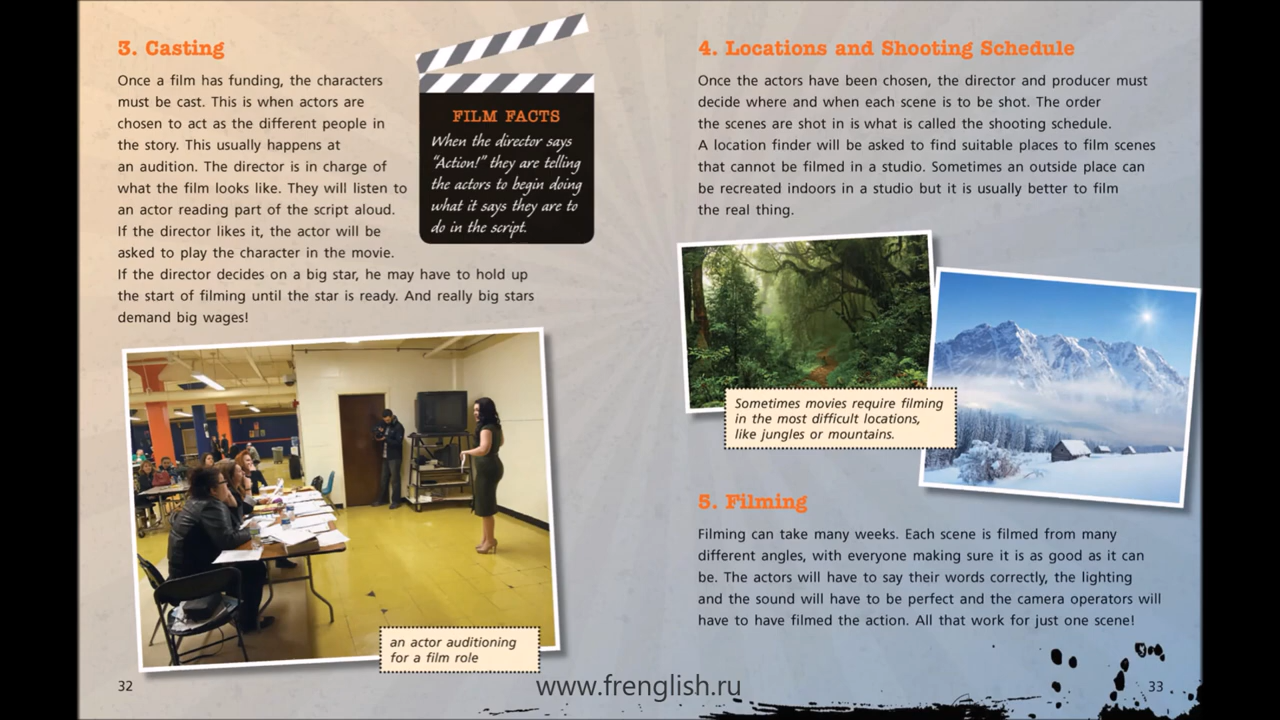 3. Casting
Once a film has funding, the characters
must be cast. This is when actors are
chosen to act as the different people in
the story. This usually happens at
an audition. The director is in charge of
what the film looks like. They will listen to
an actor reading part of the script aloud.
If the director likes it, the actor will be
asked to play the character in the movie.
If the director decides on a big star, he may have to hold up
the start of filming until the star is ready. And really big stars
demand big wages!
FILM FACTS
When the director says
“Action!” they are telling
the actors to begin doing
what it says they are to
do in the script.
an actor auditioning
for a film role
32
4. Locations and Shooting Schedule
Once the actors have been chosen, the director and producer must
decide where and when each scene is to be shot. The order
the scenes are shot in is what is called the shooting schedule.
A location finder will be asked to find suitable places to film scenes
that cannot be filmed in a studio. Sometimes an outside place can
be recreated indoors in a studio but it is usually better to film
the real thing.
Sometimes movies require filming
in the most difficult locations,
like jungles or mountains.
5. Filming
Filming can take many weeks. Each scene is filmed from many
different angles, with everyone making sure it is as good as it can
be. The actors will have to say their words correctly, the lighting
and the sound will have to be perfect and the camera operators will
have to have filmed the action. All that work for just one scene!
www.frenglish.ru
33